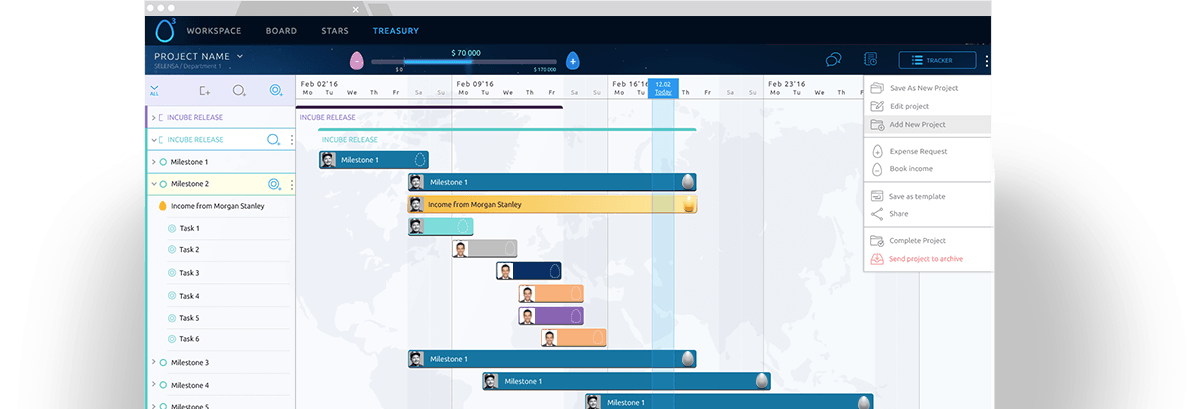 3
WORKSPACE BOARD STARS TREASURY
PROJECT NAME
SELENSA / Department 1
$ 70 000
$ 0
$ 170 000
TRACKER
ALL
Feb 02'16 Feb 09'16 Feb 16'16 Feb 23'16
Mo Tu We Th Fr Sa Su Mo Tu We Th Fr Sa Su Mo Tu Th Fr Sa Su Mo Tu We Th F
12.02
Today
Save As New Project
Edit project
Add New Project
Expense Request
Book income
Save as template
Share
Complete Project
Send project to archive
INCUBE RELEASE
INCUBE RELEASE
INCUBE RELEASE
INCUBE RELEASE
Milestone 1
Milestone 1
Milestone 2
Milestone 1
Income from Morgan Stanley
Income from Morgan Stanley
Task 1
Task 2
Task 3
Task 4
Task 5
Task 6
Milestone 3
Milestone 1
Milestone 4
Milestone 1
Milestone 5
Milestone 1